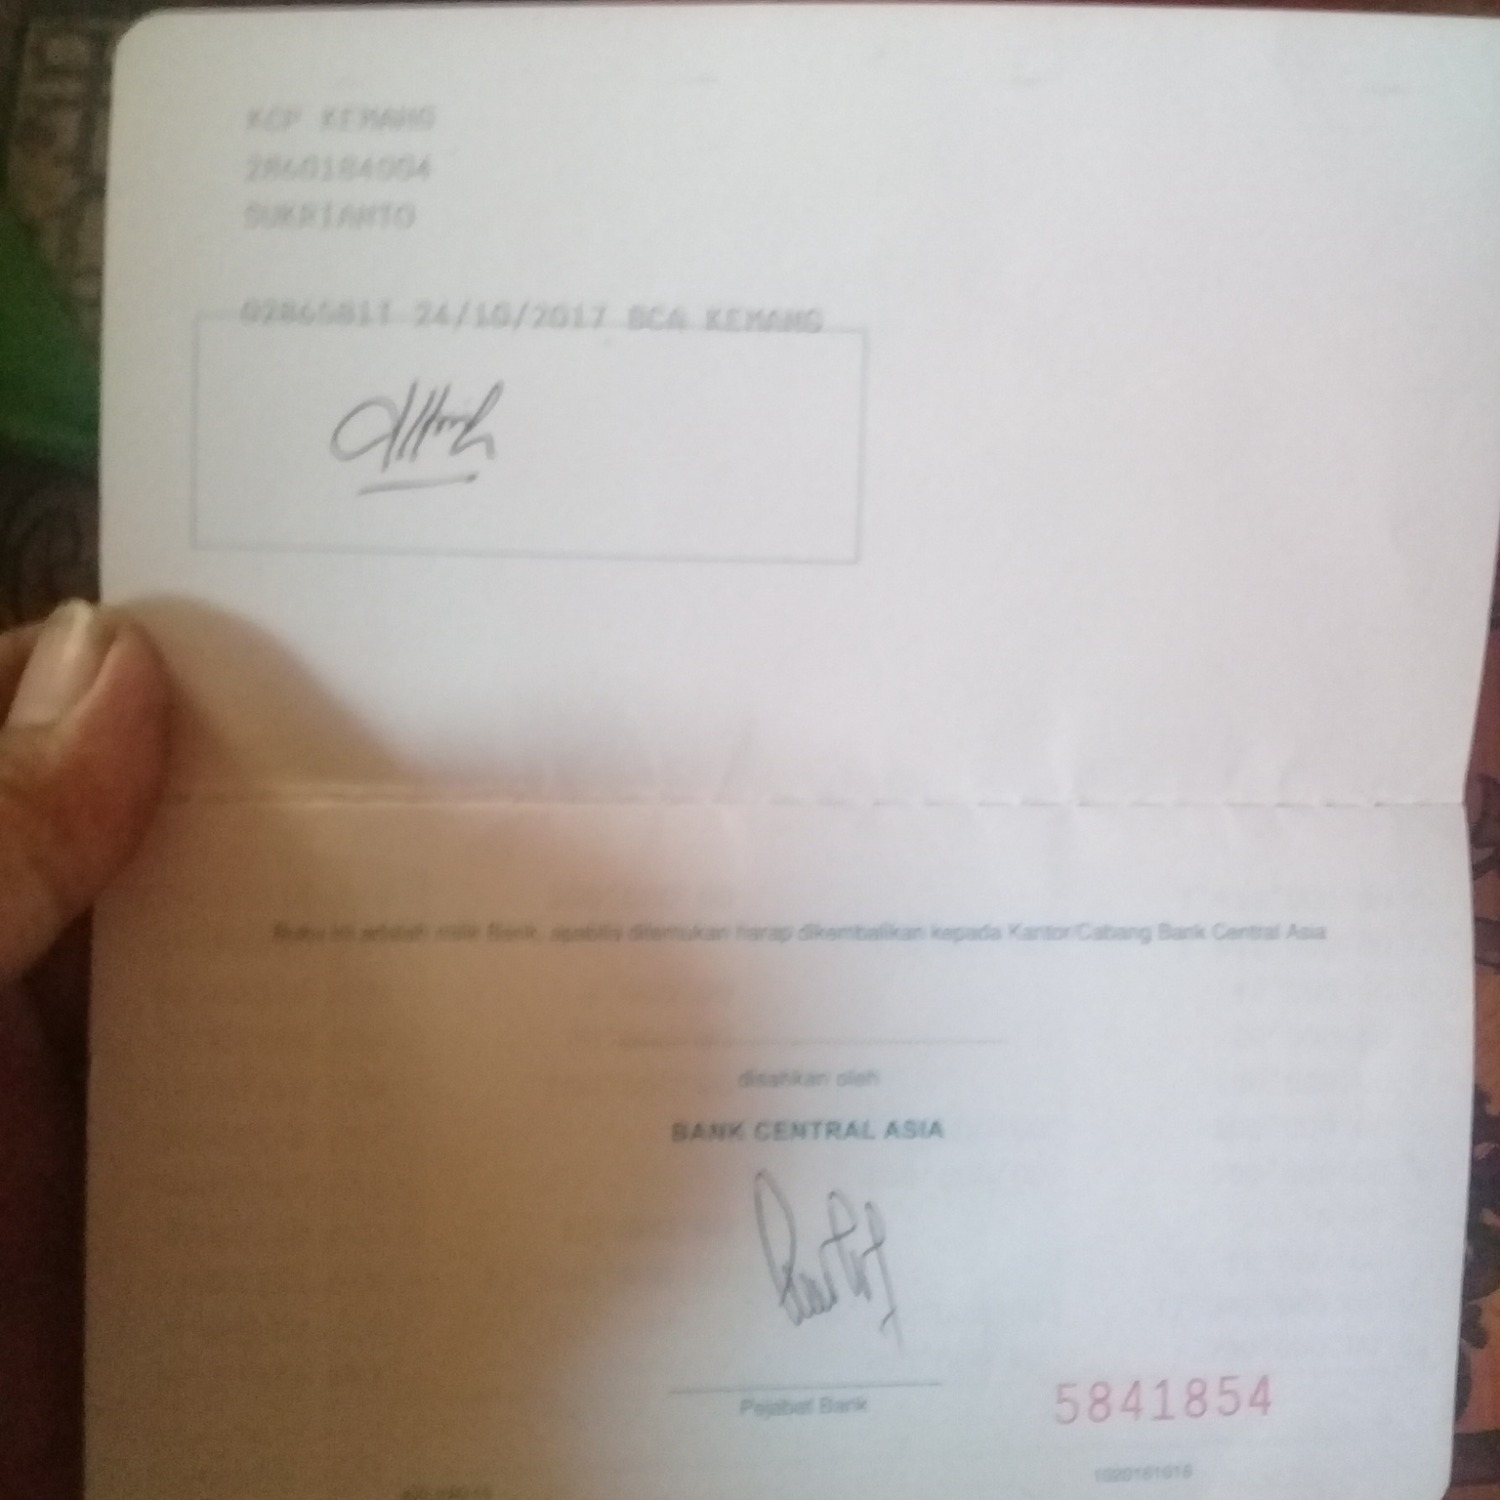 KCP KEMANG
2860184004
SUKRIANTO
24/10/2017 BCA KEMANG
Buku ini adalah milik Bank, apabila ditemukan harap dikembalikan kepada Kantor/Cabang Bank Central Asia
disahkan oleh
BANK CENTRAL ASIA
Pejabat Bank
5841854